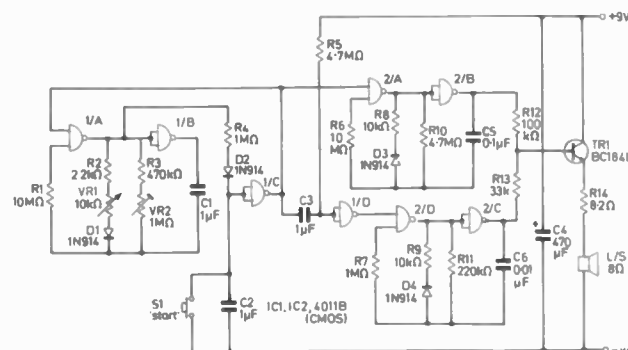 +9V
R5
4·7MΩ
1/A
1/B
2/A
2/B
R4
1MΩ
D2
1N914
1/C
R8
10kΩ
R6
10
MΩ
R10
4·7MΩ
C5
0·1µF
D3
1N914
R12
100
kΩ
TR1
R1
10MΩ
R2
2·2kΩ
VR1
10kΩ
D1
1N914
R3
470kΩ
VR2
1MΩ
C1
1µF
C3
1µF
1/D
2/D
2/C
R13
33k
R14
8·2Ω
R7
1MΩ
R9
10kΩ
D4
1N914
R11
220kΩ
C6
0·01
µF
C4
470
µF
L/S
8Ω
S1
'start'
C2
1µF
IC1, IC2, 4011B
(CMOS)